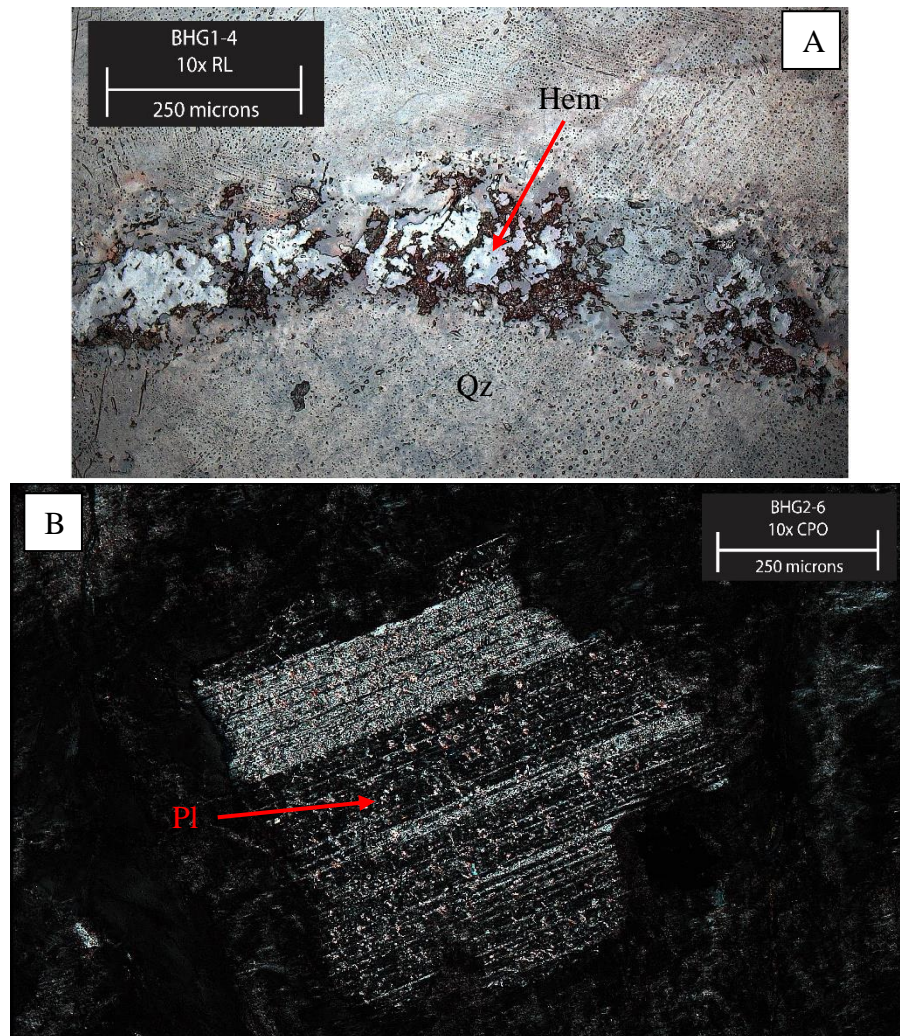 BHG1-4
10x RL
250 microns
A
Hem
Qz
B
BHG2-6
10x CPO
250 microns
Pl